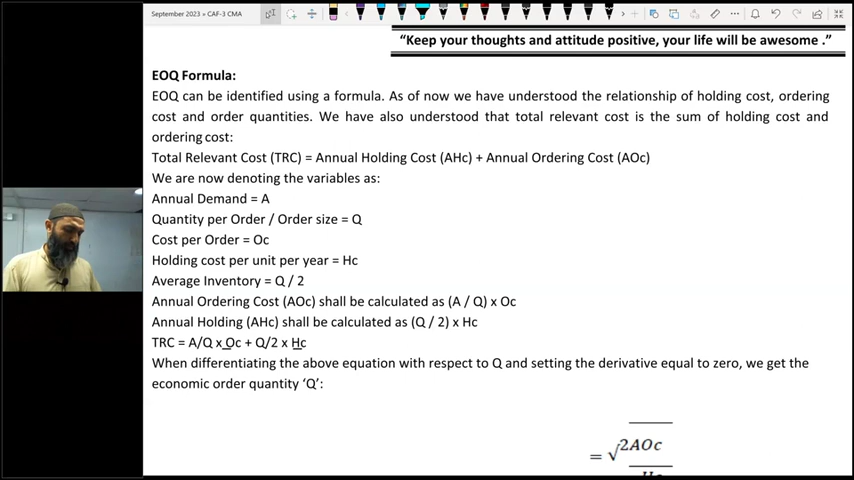 September 2023 » CAF-3 CMA
“Keep your thoughts and attitude positive, your life will be awesome .”
EOQ Formula:
EOQ can be identified using a formula. As of now we have understood the relationship of holding cost, ordering
cost and order quantities. We have also understood that total relevant cost is the sum of holding cost and
ordering cost:
Total Relevant Cost (TRC) = Annual Holding Cost (AHc) + Annual Ordering Cost (AOc)
We are now denoting the variables as:
Annual Demand = A
Quantity per Order / Order size = Q
Cost per Order = Oc
Holding cost per unit per year = Hc
Average Inventory = Q / 2
Annual Ordering Cost (AOc) shall be calculated as (A / Q) x Oc
Annual Holding (AHc) shall be calculated as (Q / 2) x Hc
TRC = A/Q x Oc + Q/2 x Hc
When differentiating the above equation with respect to Q and setting the derivative equal to zero, we get the
economic order quantity ‘Q’:
= √2AOc
Hc